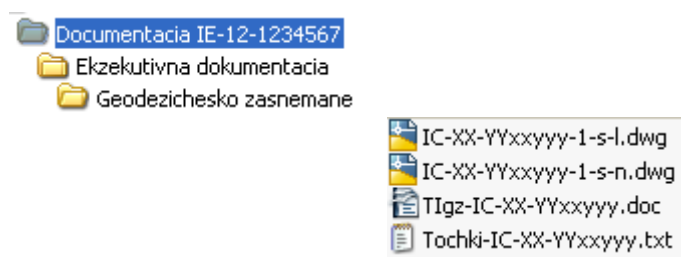 Documentacia IE-12-1234567
Ekzekutivna dokumentacia
Geodezichesko zasnemane
IC-XX-YYxxyyy-1-s-l.dwg
IC-XX-YYxxyyy-1-s-n.dwg
TIgz-IC-XX-YYxxyyy.doc
Tochki-IC-XX-YYxxyyy.txt